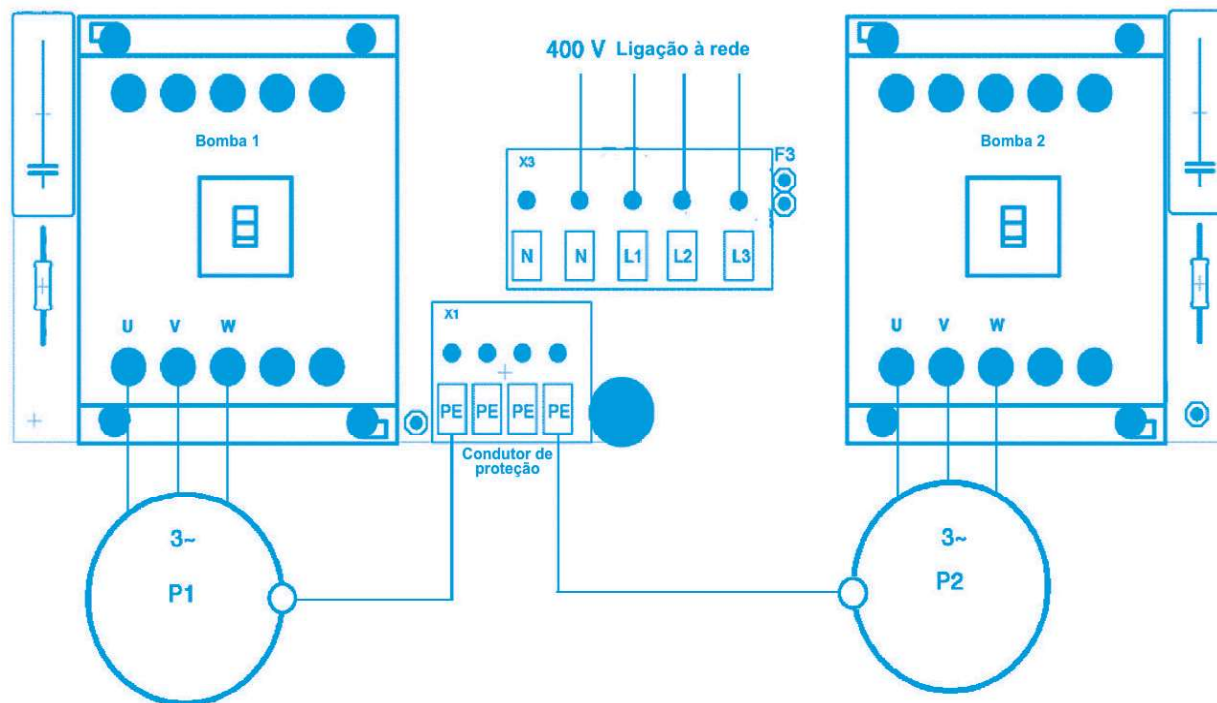 400 V Ligação à rede
Bomba 1
Bomba 2
X3
F3
N N L1 L2 L3
X1
U V W
U V W
PE PE PE PE
Condutor de
proteção
3~
P1
3~
P2